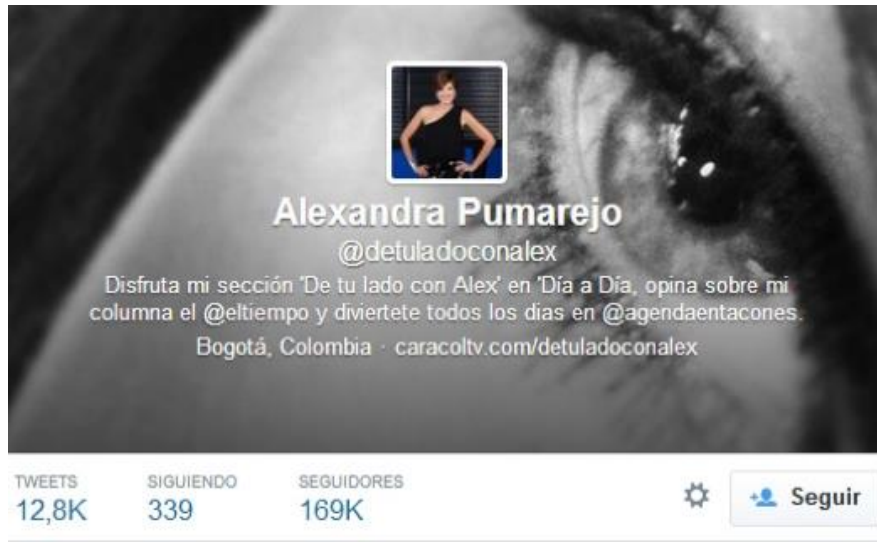 Alexandra Pumarejo
@detuladoconalex
Disfruta mi sección 'De tu lado con Alex' en 'Día a Día, opina sobre mi
columna el @eltiempo y diviertete todos los dias en @agendaentacones.
Bogotá, Colombia · caracoltv.com/detuladoconalex
TWEETS SIGUIENDO SEGUIDORES
12,8K 339 169K Seguir